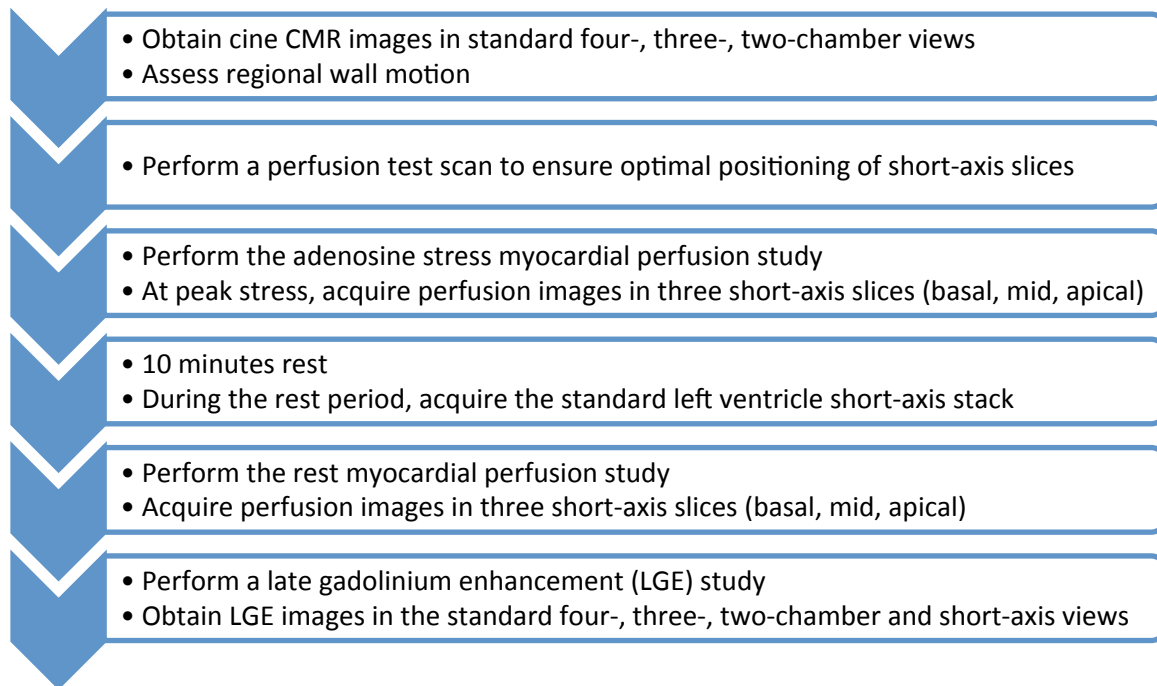 • Obtain cine CMR images in standard four-, three-, two-chamber views
• Assess regional wall motion
• Perform a perfusion test scan to ensure optimal positioning of short-axis slices
• Perform the adenosine stress myocardial perfusion study
• At peak stress, acquire perfusion images in three short-axis slices (basal, mid, apical)
• 10 minutes rest
• During the rest period, acquire the standard left ventricle short-axis stack
• Perform the rest myocardial perfusion study
• Acquire perfusion images in three short-axis slices (basal, mid, apical)
• Perform a late gadolinium enhancement (LGE) study
• Obtain LGE images in the standard four-, three-, two-chamber and short-axis views